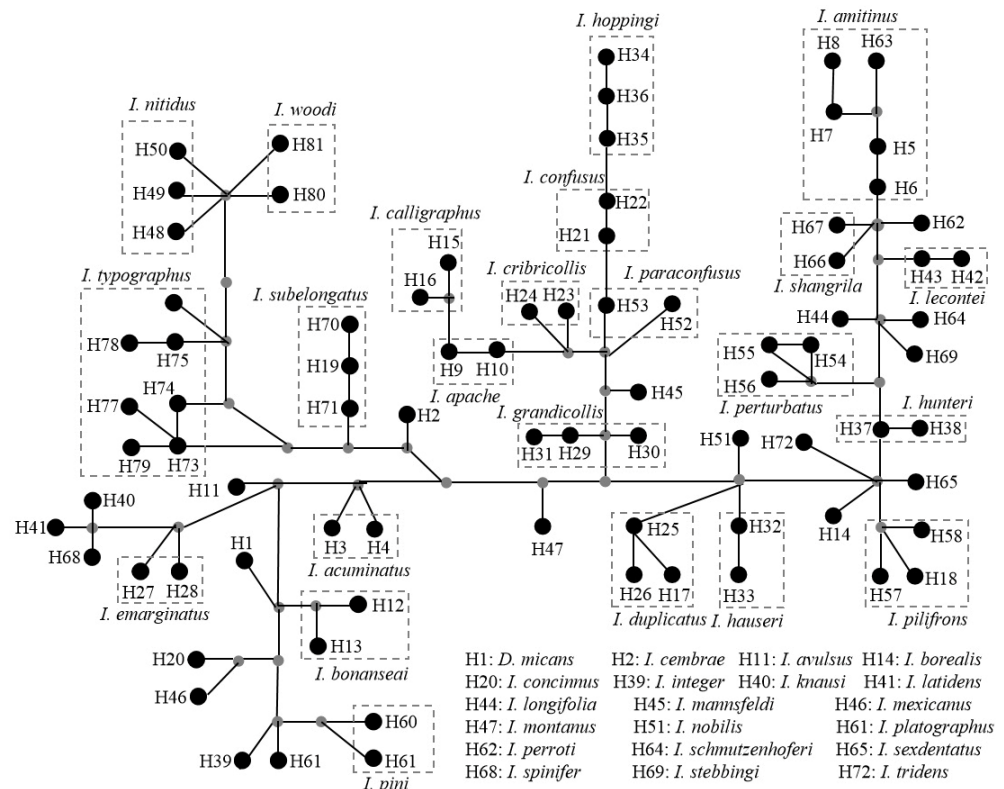 I. hoppingi
I. amitinus
H8 H63
H34
I. nitidus
I. woodi
H36
H50
H81
H35
H7
H5
H49
H80
I. confusus
H6
H48
I. calligraphus
H22
H67 H62
H15
H21
H66
I. typographus
H16
I. cribricollis
I. paraconfusus
I. shangrila
H43 H42
I. subelongatus
H24 H23
H53
H52
I. lecontei
H70
H44 H64
H78
H75
H9 H10
H55
H54
H69
H19
H74
I. apache
H45
H56
H77
H71
H2
I. grandicollis
I. perturbatus
I. hunteri
H37 H38
H79 H73
H31 H29 H30
H51
H72
H11
H65
H40
H41
H25
H32
H14
H58
H3 H4
H47
H68
H1
I. acuminatus
H27 H28
H26 H17
H33
H57
H18
I. emarginatus
H12
I. duplicatus
I. hauseri
I. pilifrons
H13
H20
I. bonanseai
H46
H60
H39 H61 H61
I. pini
H1: D. micans H2: I. cembrae H11: I. avulsus H14: I. borealis
H20: I. concinnus H39: I. integer H40: I. knausi H41: I. latidens
H44: I. longifolia H45: I. mannsfeldi H46: I. mexicanus
H47: I. montanus H51: I. nobilis H61: I. platographus
H62: I. perroti H64: I. schmutzenhoferi H65: I. sexdentatus
H68: I. spinifer H69: I. stebbingi H72: I. tridens